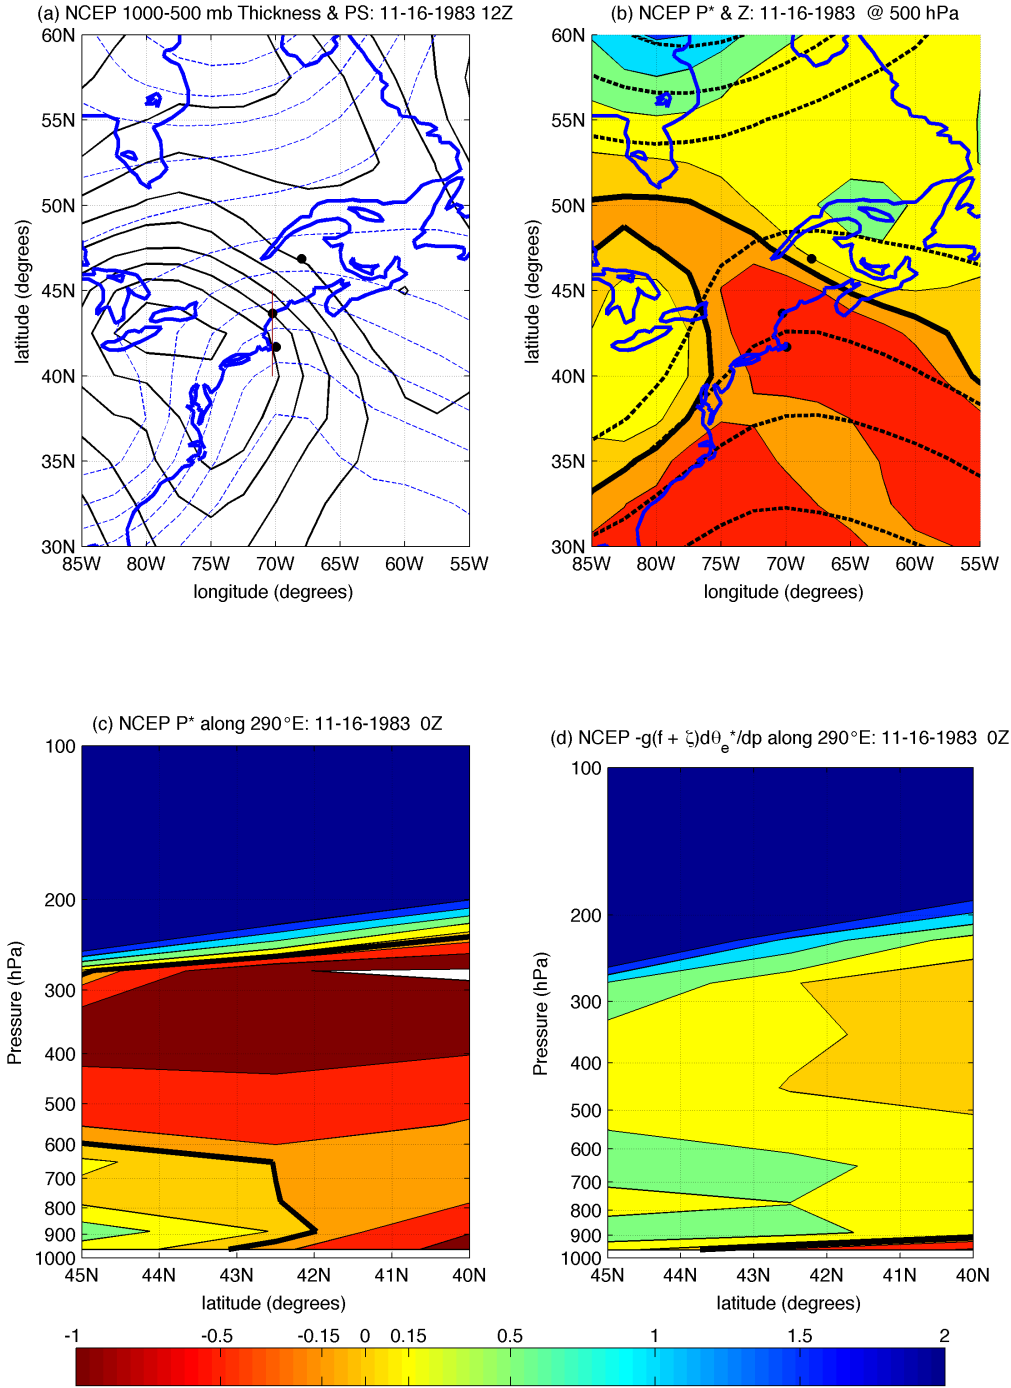 (a) NCEP 1000-500 mb Thickness & PS: 11-16-1983 12Z
60N
55N
50N
45N
40N
35N
30N
85W 80W 75W 70W 65W 60W 55W
latitude (degrees)
longitude (degrees)
(b) NCEP P* & Z: 11-16-1983 @ 500 hPa
60N
55N
50N
45N
40N
35N
30N
85W 80W 75W 70W 65W 60W 55W
latitude (degrees)
longitude (degrees)
(c) NCEP P* along 290°E: 11-16-1983 0Z
100
200
300
400
500
600
700
800
900
1000
45N 44N 43N 42N 41N 40N
Pressure (hPa)
latitude (degrees)
(d) NCEP -g(f + ζ)dθe*/dp along 290°E: 11-16-1983 0Z
100
200
300
400
500
600
700
800
900
1000
45N 44N 43N 42N 41N 40N
Pressure (hPa)
latitude (degrees)
-1 -0.5 -0.15 0 0.15 0.5 1 1.5 2